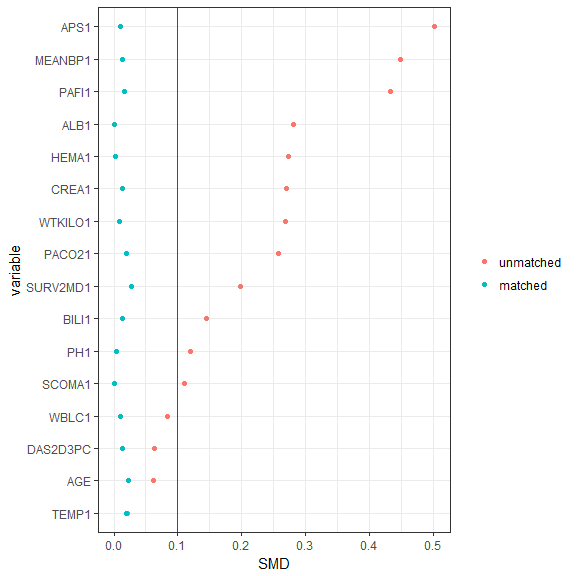 APS1
MEANBP1
PAFI1
ALB1
HEMA1
CREA1
WTKILO1
PACO21
SURV2MD1
BILI1
PH1
SCOMA1
WBLC1
DAS2D3PC
AGE
TEMP1
variable
0.0 0.1 0.2 0.3 0.4 0.5
SMD
unmatched
matched